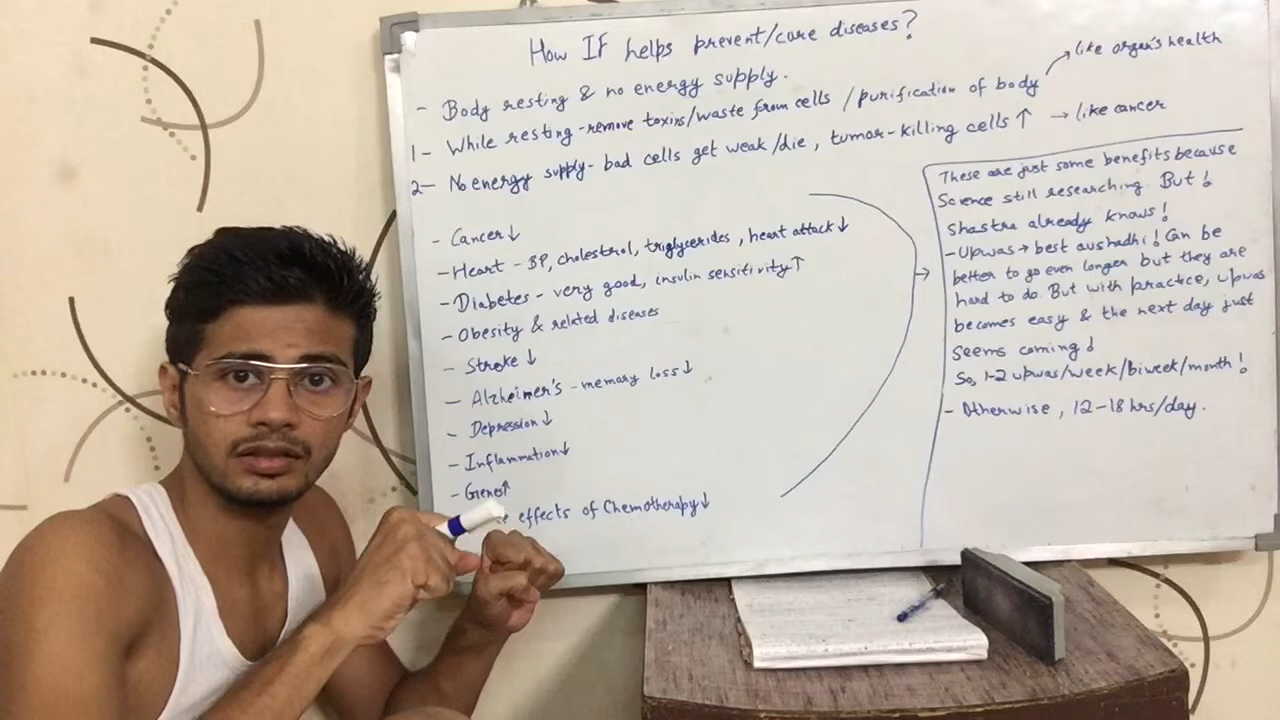 How IF helps prevent/cure diseases?
- Body resting & no energy supply.
1- While resting - remove toxins/waste from cells / purification of body → like organ's health
2- No energy supply - bad cells get weak/die, tumor-killing cells ↑ → like cancer
- Cancer ↓
- Heart - BP, cholestrol, triglycerides, heart attack ↓
- Diabetes - very good, insulin sensitivity ↑
- Obesity & related diseases
- Stroke ↓
- Alzheimer's - memory loss ↓
- Depression ↓
- Inflammation ↓
- Genes ↑
effects of Chemotherapy ↓
These are just some benefits because
Science still researching. But!
Shastra already knows!
- Upwas → best aushadhi! Can be
better to go even longer but they are
hard to do. But with practice, upwas
becomes easy & the next day just
seems coming!
So, 1-2 upwas/week/biweek/month!
- Otherwise, 12-18 hrs/day.